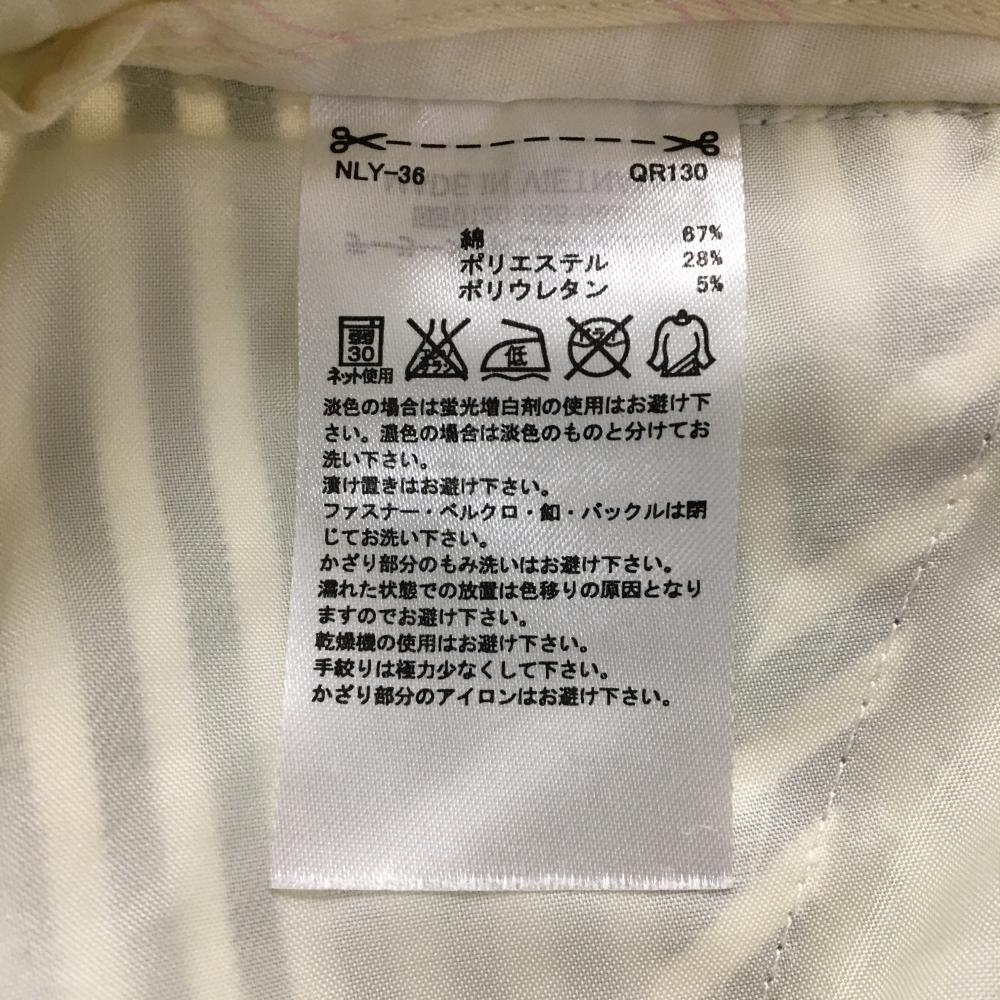 NLY-36 QR130
綿 67%
ポリエステル 28%
ポリウレタン 5%
弱 30 エンソ サラシ 低 ドライ
ネット使用
淡色の場合は蛍光増白剤の使用はお避け下
さい。濃色の場合は淡色のものと分けてお
洗い下さい。
漬け置きはお避け下さい。
ファスナー・ベルクロ・釦・バックルは閉
じてお洗い下さい。
かざり部分のもみ洗いはお避け下さい。
濡れた状態での放置は色移りの原因となり
ますのでお避け下さい。
乾燥機の使用はお避け下さい。
手絞りは極力少なくして下さい。
かざり部分のアイロンはお避け下さい。